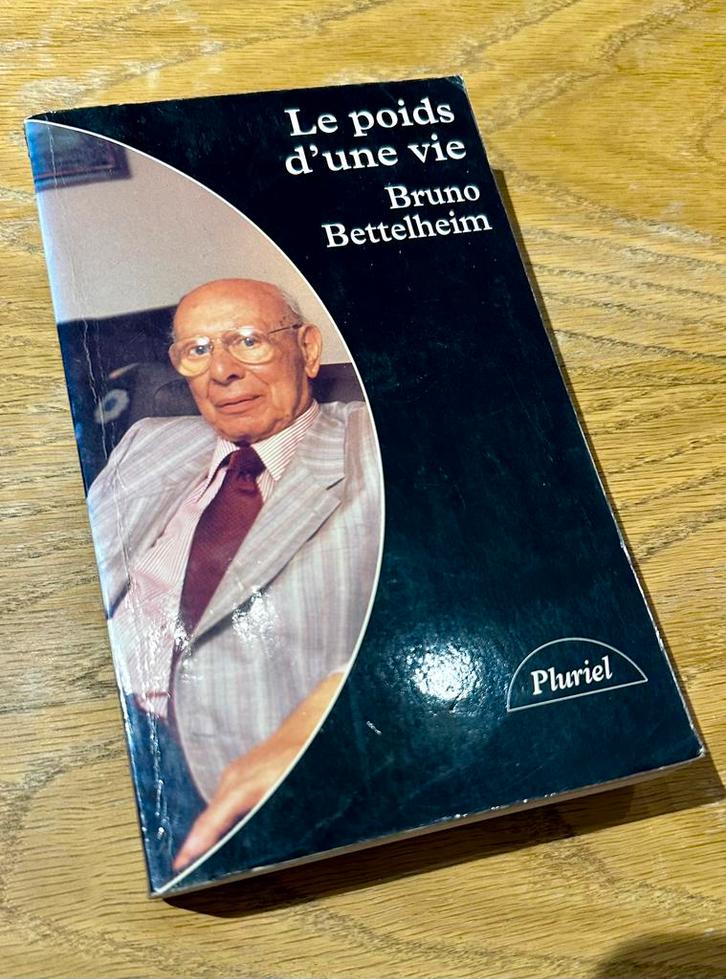 Le poids
d'une vie
Bruno
Bettelheim
Pluriel